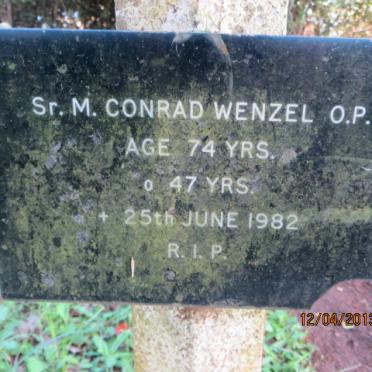 Sr. M. CONRAD WENZEL O.P.
AGE 74 YRS.
o 47 YRS.
+ 25th JUNE 1982
R. I. P.
12/04/2013